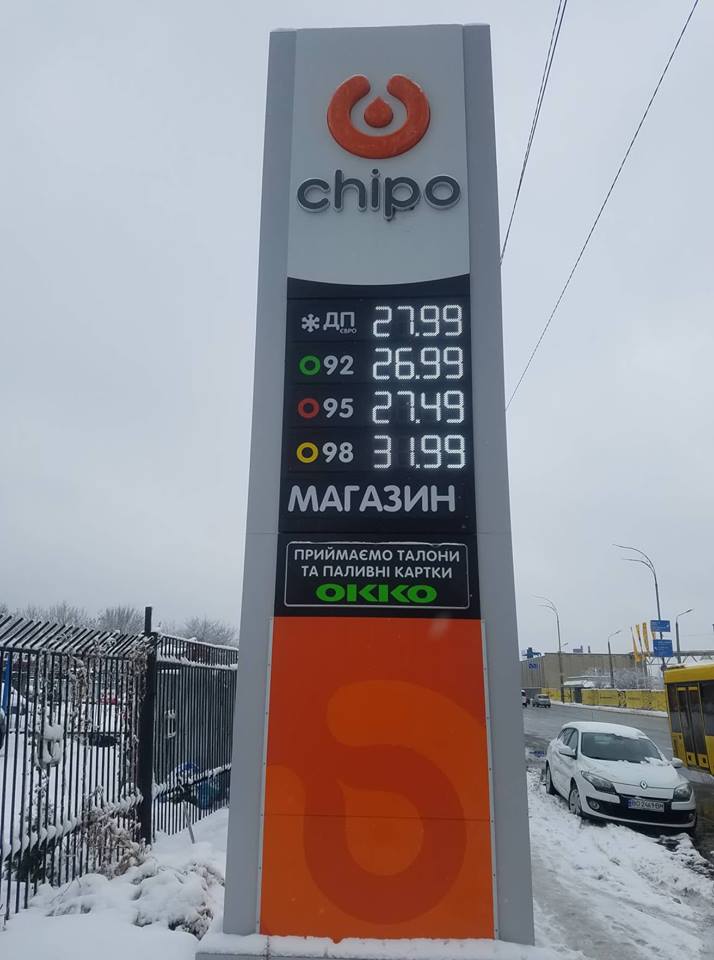 chipo
ДП ЄВРО 27.99
92 26.99
95 27.49
98 31.99
МАГАЗИН
ПРИЙМАЄМО ТАЛОНИ
ТА ПАЛИВНІ КАРТКИ
ОККО